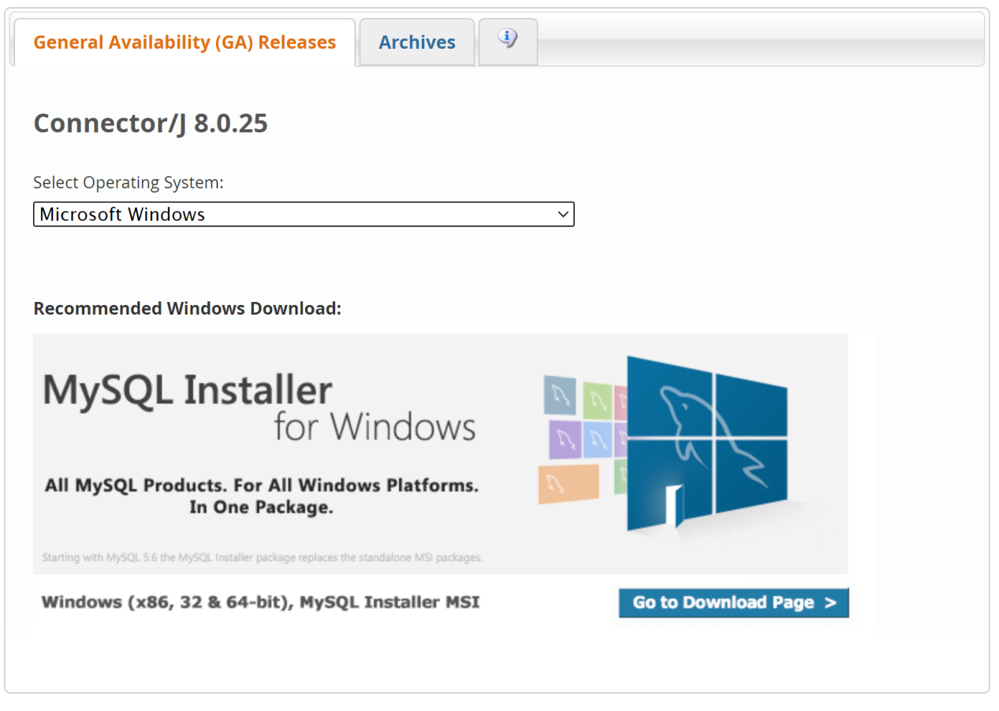 General Availability (GA) Releases
Archives
Connector/J 8.0.25
Select Operating System:
Microsoft Windows
Recommended Windows Download:
MySQL Installer
for Windows
All MySQL Products. For All Windows Platforms.
In One Package.
Starting with MySQL 5.6 the MySQL Installer package replaces the standalone MSI packages.
Windows (x86, 32 & 64-bit), MySQL Installer MSI
Go to Download Page >